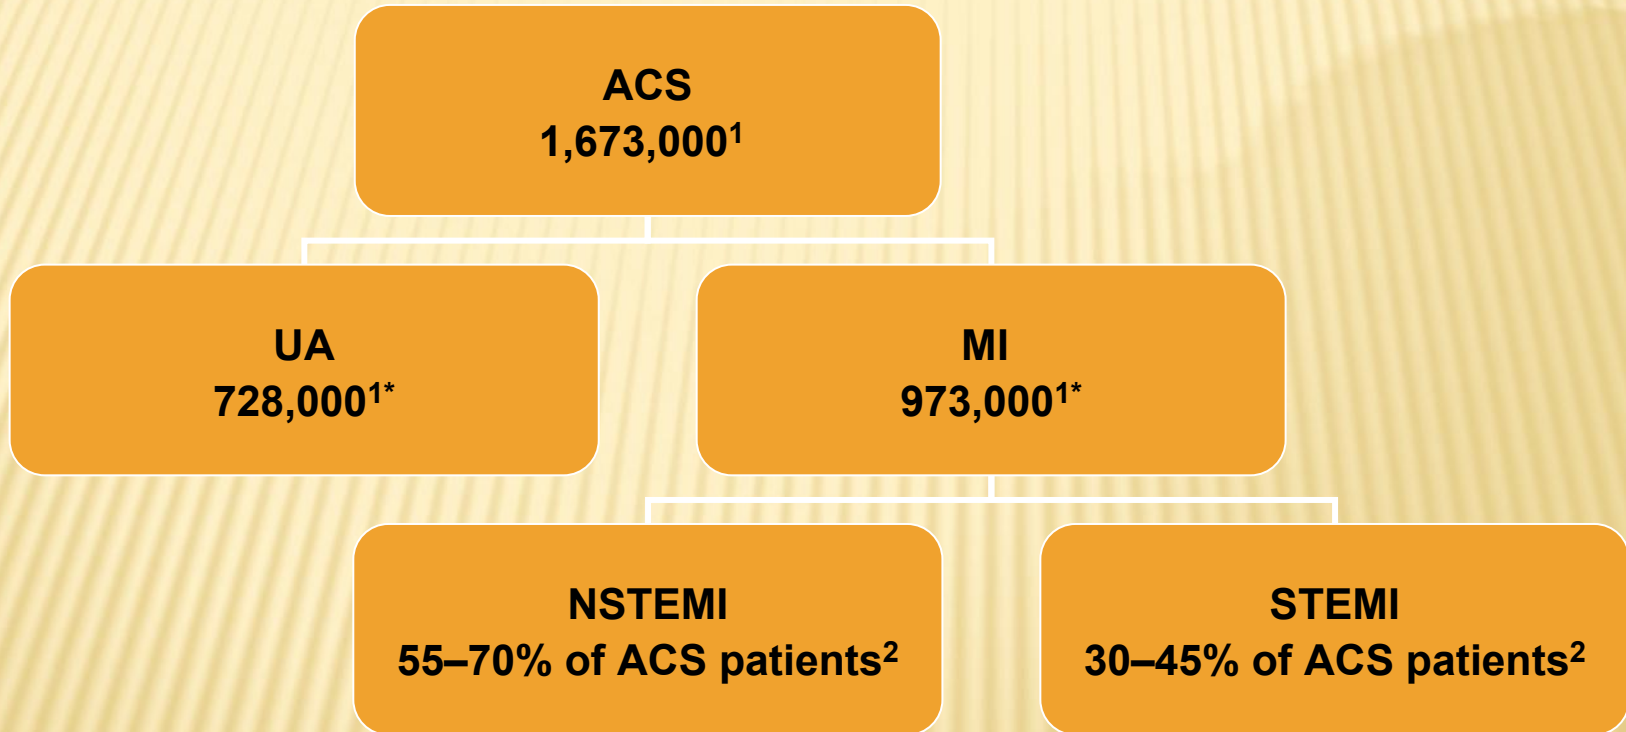 ACS
1,673,000¹
UA
728,000¹*
MI
973,000¹*
NSTEMI
55–70% of ACS patients²
STEMI
30–45% of ACS patients²